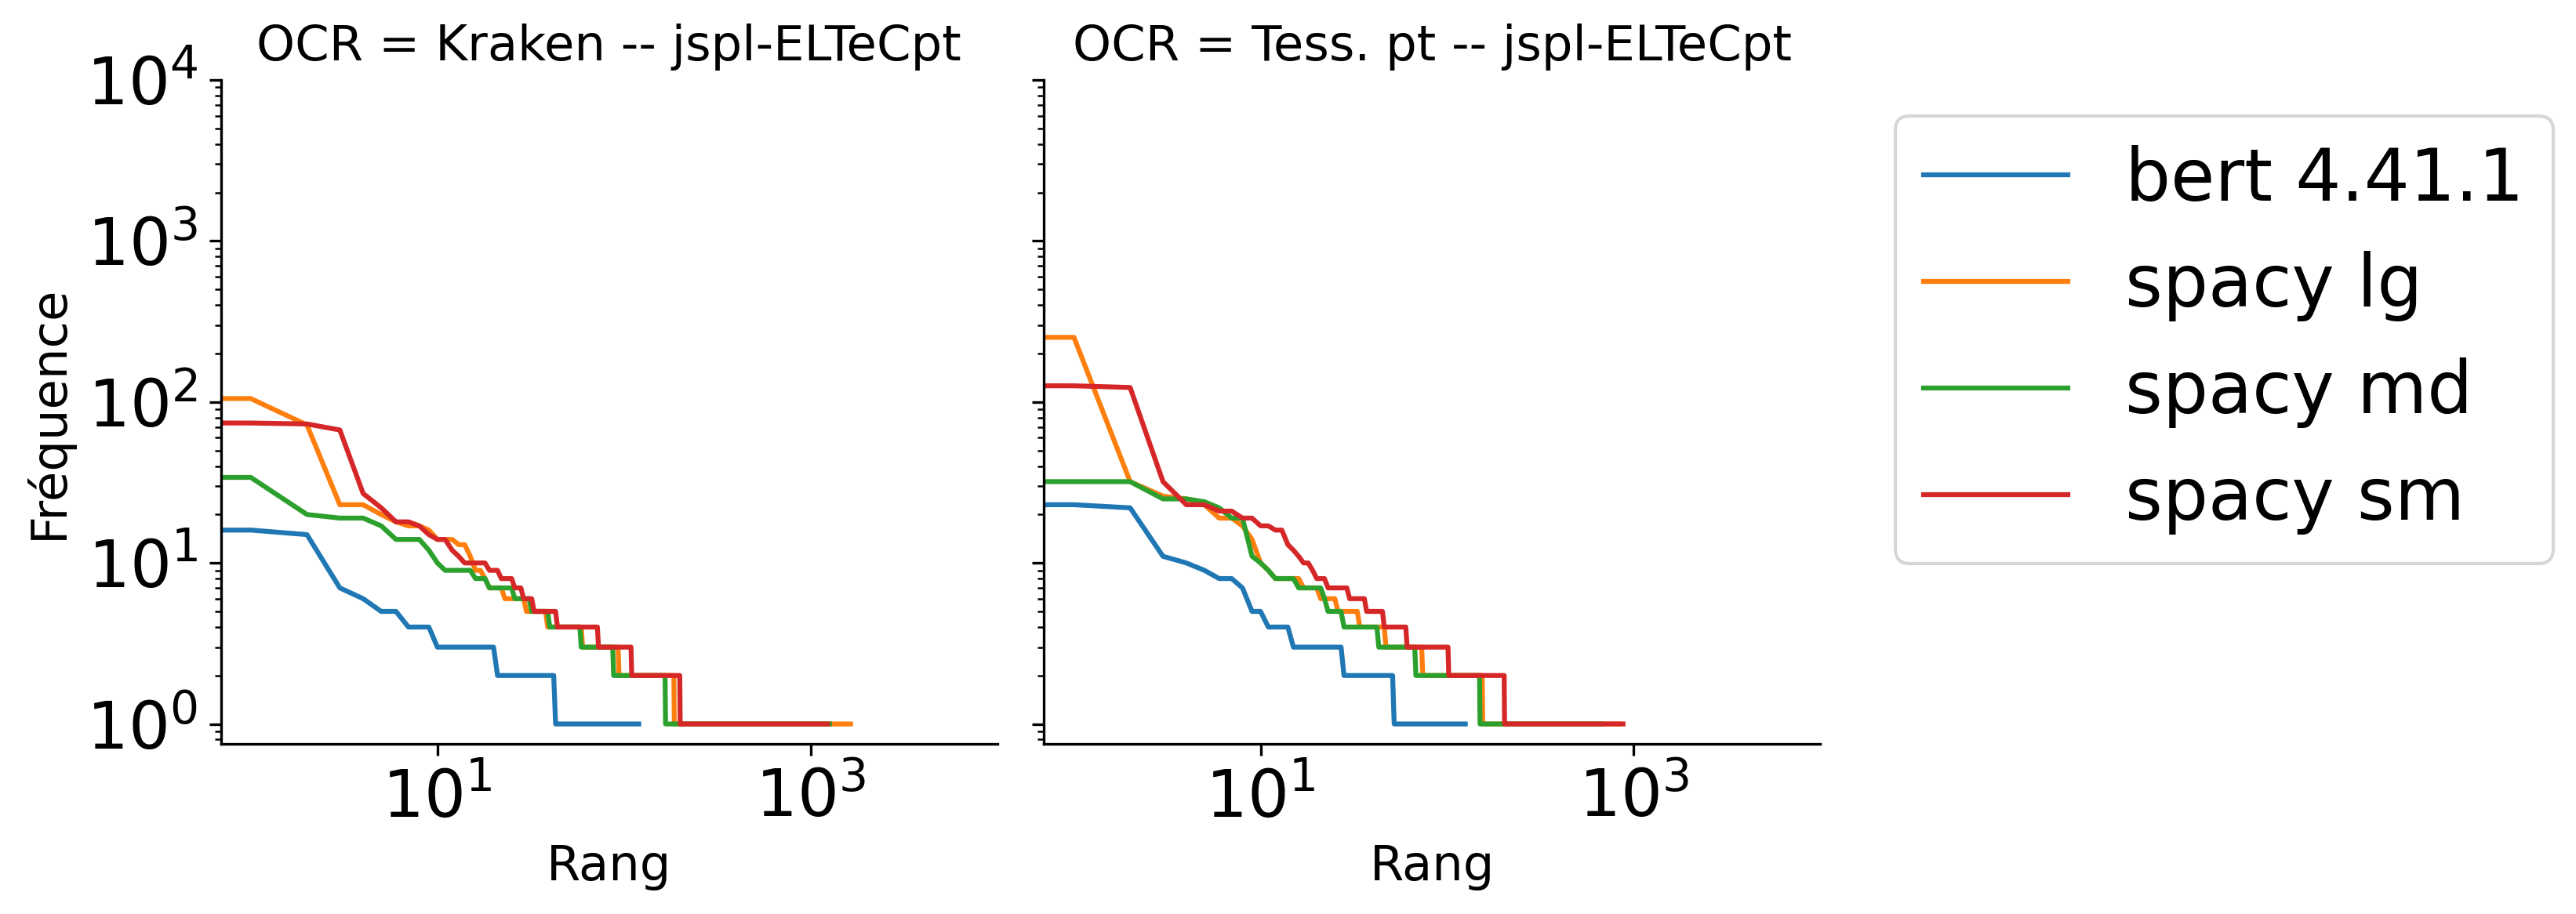 OCR = Kraken -- jspl-ELTeCpt
OCR = Tess. pt -- jspl-ELTeCpt
10⁴
10³
10²
10¹
10⁰
Fréquence
10¹
10³
Rang
10¹
10³
Rang
bert 4.41.1
spacy lg
spacy md
spacy sm